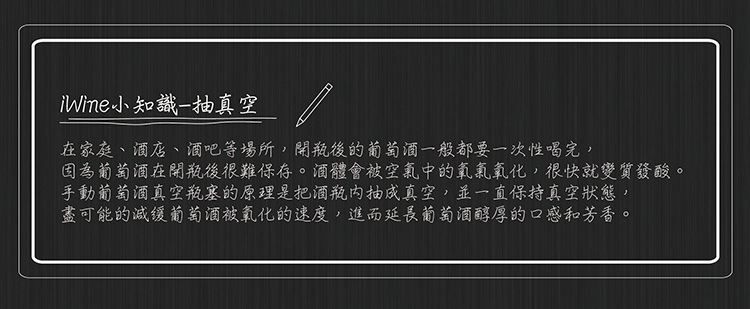 iWine小知識-抽真空
在家庭、酒店、酒吧等場所，開瓶後的葡萄酒一般都要一次性喝完，
因為葡萄酒在開瓶後很難保存。酒體會被空氣中的氧氣氧化，很快就變質發酸。
手動葡萄酒真空瓶塞的原理是把酒瓶內抽成真空，並一直保持真空狀態，
盡可能的減緩葡萄酒被氧化的速度，進而延長葡萄酒醇厚的口感和芳香。